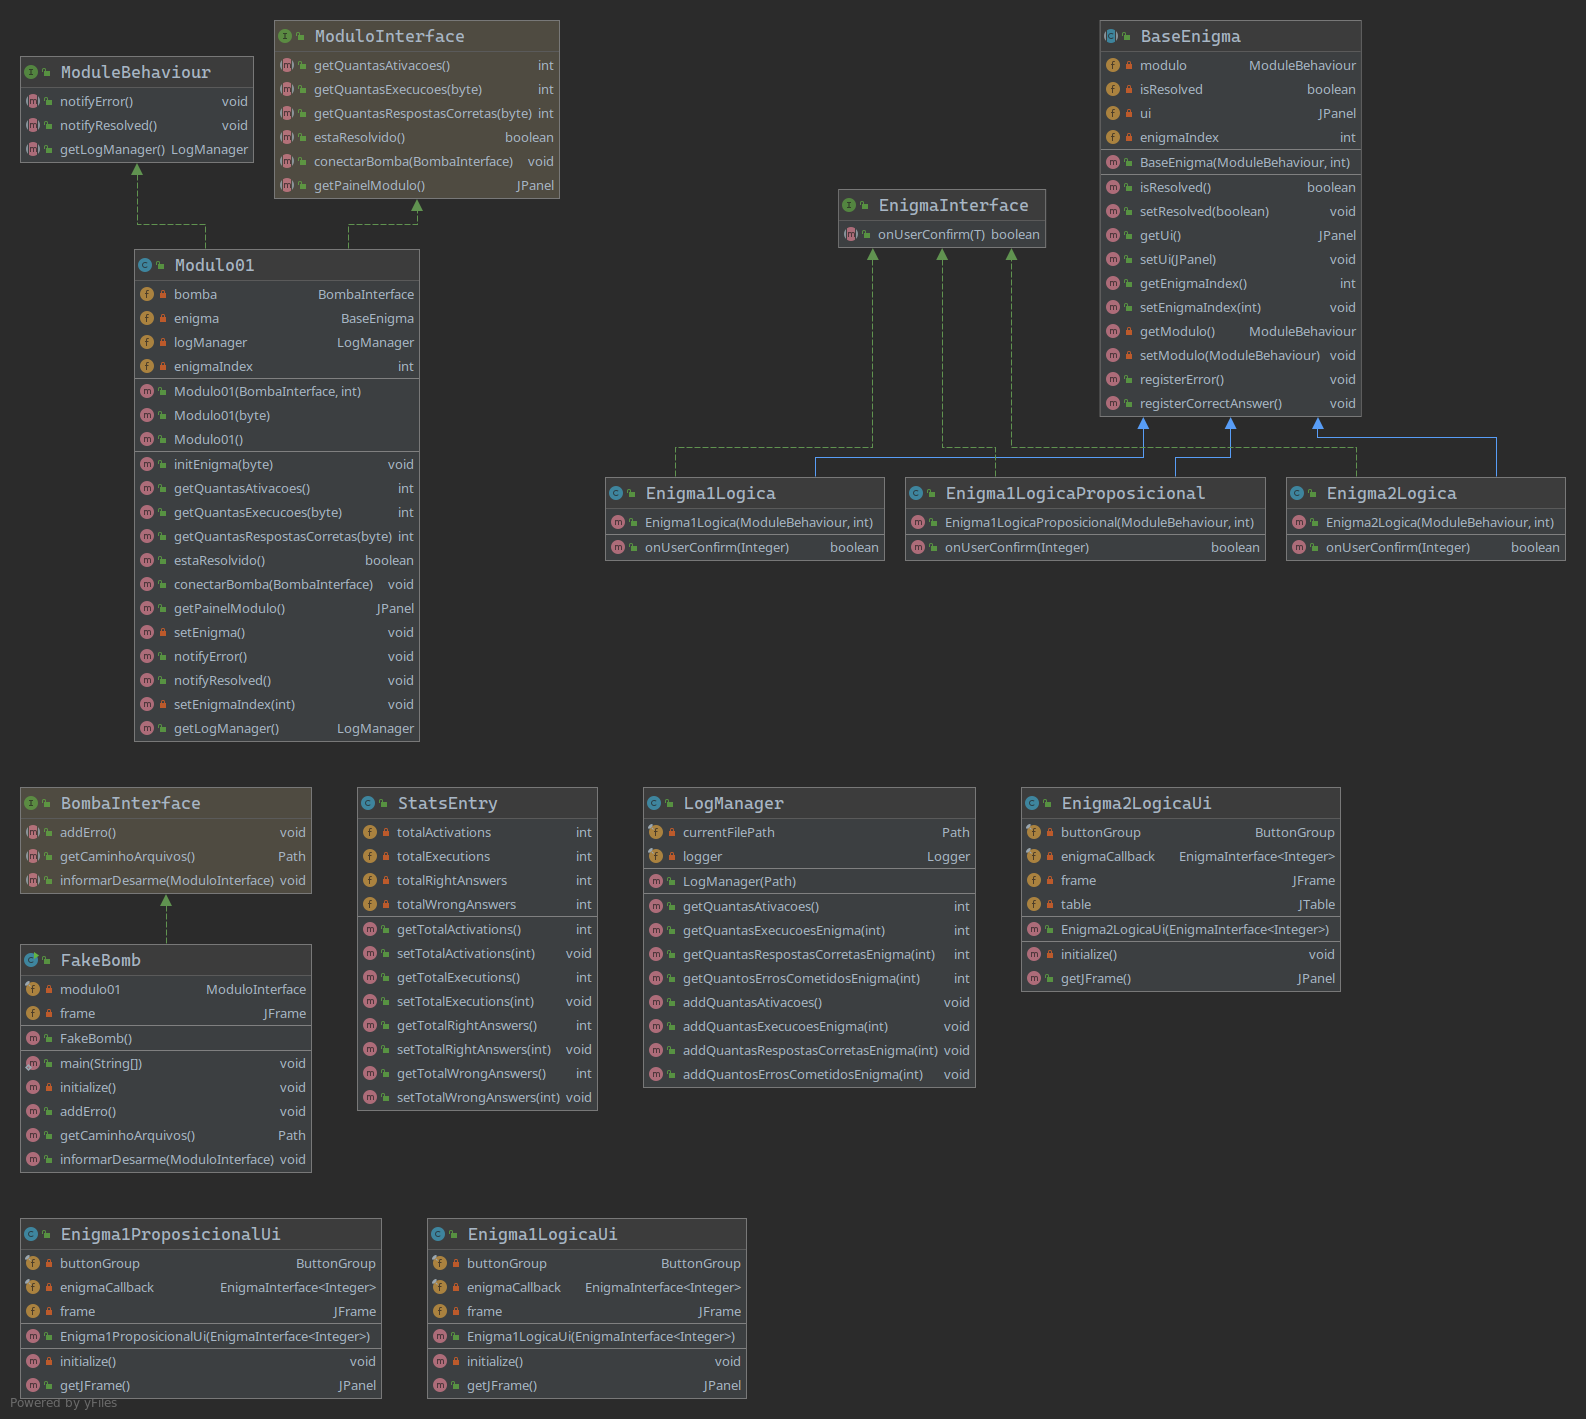 ModuleBehaviour
notifyError() void
notifyResolved() void
getLogManager() LogManager
ModuloInterface
getQuantasAtivacoes() int
getQuantasExecucoes(byte) int
getQuantasRespostasCorretas(byte) int
estaResolvido() boolean
conectarBomba(BombaInterface) void
getPainelModulo() JPanel
Modulo01
bomba BombaInterface
enigma BaseEnigma
logManager LogManager
enigmaIndex int
Modulo01(BombaInterface, int)
Modulo01(byte)
Modulo01()
initEnigma(byte) void
getQuantasAtivacoes() int
getQuantasExecucoes(byte) int
getQuantasRespostasCorretas(byte) int
estaResolvido() boolean
conectarBomba(BombaInterface) void
getPainelModulo() JPanel
setEnigma() void
notifyError() void
notifyResolved() void
setEnigmaIndex(int) void
getLogManager() LogManager
EnigmaInterface
onUserConfirm(T) boolean
BaseEnigma
modulo ModuleBehaviour
isResolved boolean
ui JPanel
enigmaIndex int
BaseEnigma(ModuleBehaviour, int)
isResolved() boolean
setResolved(boolean) void
getUi() JPanel
setUi(JPanel) void
getEnigmaIndex() int
setEnigmaIndex(int) void
getModulo() ModuleBehaviour
setModulo(ModuleBehaviour) void
registerError() void
registerCorrectAnswer() void
Enigma1Logica
Enigma1Logica(ModuleBehaviour, int)
onUserConfirm(Integer) boolean
Enigma1LogicaProposicional
Enigma1LogicaProposicional(ModuleBehaviour, int)
onUserConfirm(Integer) boolean
Enigma2Logica
Enigma2Logica(ModuleBehaviour, int)
onUserConfirm(Integer) boolean
BombaInterface
addErro() void
getCaminhoArquivos() Path
informarDesarme(ModuloInterface) void
FakeBomb
modulo01 ModuloInterface
frame JFrame
FakeBomb()
main(String[]) void
initialize() void
addErro() void
getCaminhoArquivos() Path
informarDesarme(ModuloInterface) void
StatsEntry
totalActivations int
totalExecutions int
totalRightAnswers int
totalWrongAnswers int
getTotalActivations() int
setTotalActivations(int) void
getTotalExecutions() int
setTotalExecutions(int) void
getTotalRightAnswers() int
setTotalRightAnswers(int) void
getTotalWrongAnswers() int
setTotalWrongAnswers(int) void
LogManager
currentFilePath Path
logger Logger
LogManager(Path)
getQuantasAtivacoes() int
getQuantasExecucoesEnigma(int) int
getQuantasRespostasCorretasEnigma(int) int
getQuantosErrosCometidosEnigma(int) int
addQuantasAtivacoes() void
addQuantasExecucoesEnigma(int) void
addQuantasRespostasCorretasEnigma(int) void
addQuantosErrosCometidosEnigma(int) void
Enigma2LogicaUi
buttonGroup ButtonGroup
enigmaCallback EnigmaInterface<Integer>
frame JFrame
table JTable
Enigma2LogicaUi(EnigmaInterface<Integer>)
initialize() void
getJFrame() JPanel
Enigma1ProposicionalUi
buttonGroup ButtonGroup
enigmaCallback EnigmaInterface<Integer>
frame JFrame
Enigma1ProposicionalUi(EnigmaInterface<Integer>)
initialize() void
getJFrame() JPanel
Enigma1LogicaUi
buttonGroup ButtonGroup
enigmaCallback EnigmaInterface<Integer>
frame JFrame
Enigma1LogicaUi(EnigmaInterface<Integer>)
initialize() void
getJFrame() JPanel
Powered by yFiles